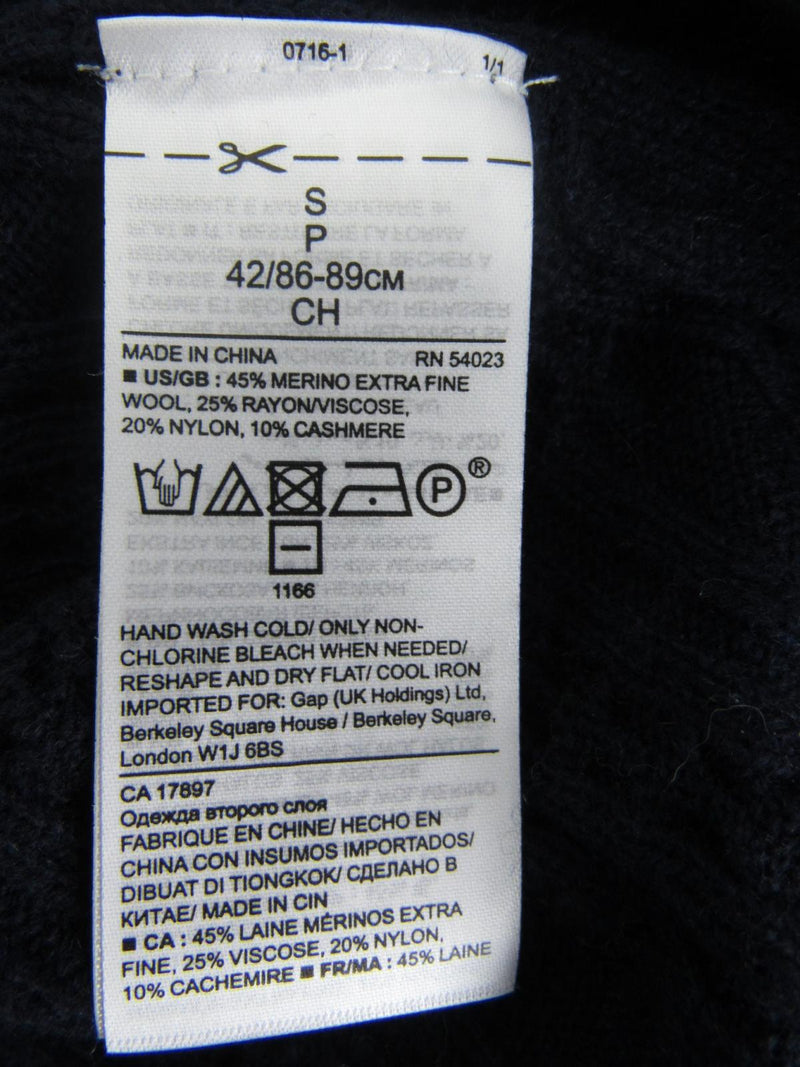 0716-1
1/1
S
P
42/86-89CM
CH
MADE IN CHINA RN 54023
■ US/GB : 45% MERINO EXTRA FINE
WOOL, 25% RAYON/VISCOSE,
20% NYLON, 10% CASHMERE
P ®
1166
HAND WASH COLD/ ONLY NON-
CHLORINE BLEACH WHEN NEEDED/
RESHAPE AND DRY FLAT/ COOL IRON
IMPORTED FOR: Gap (UK Holdings) Ltd,
Berkeley Square House / Berkeley Square,
London W1J 6BS
CA 17897
Одежда второго слоя
FABRIQUE EN CHINE/ HECHO EN
CHINA CON INSUMOS IMPORTADOS/
DIBUAT DI TIONGKOK/ СДЕЛАНО В
КИТАЕ/ MADE IN CIN
■ CA : 45% LAINE MÉRINOS EXTRA
FINE, 25% VISCOSE, 20% NYLON,
10% CACHEMIRE ■ FR/MA : 45% LAINE